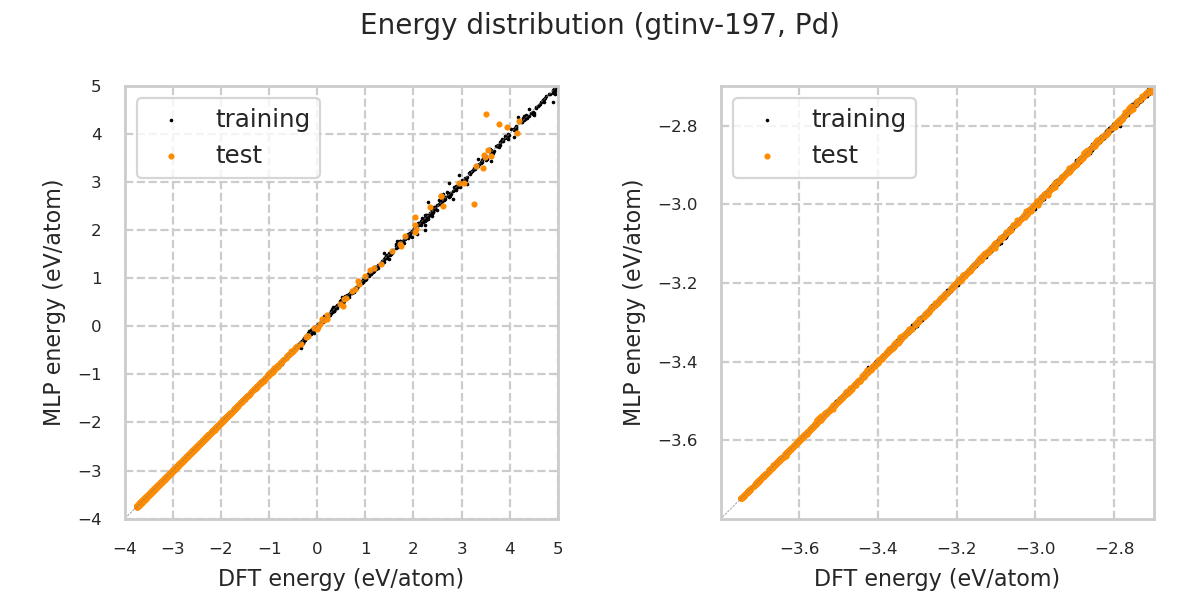 Energy distribution (gtinv-197, Pd)
MLP energy (eV/atom)
5
4
3
2
1
0
−1
−2
−3
−4
training
test
−4 −3 −2 −1 0 1 2 3 4 5
DFT energy (eV/atom)
MLP energy (eV/atom)
−2.8
−3.0
−3.2
−3.4
−3.6
training
test
−3.6 −3.4 −3.2 −3.0 −2.8
DFT energy (eV/atom)